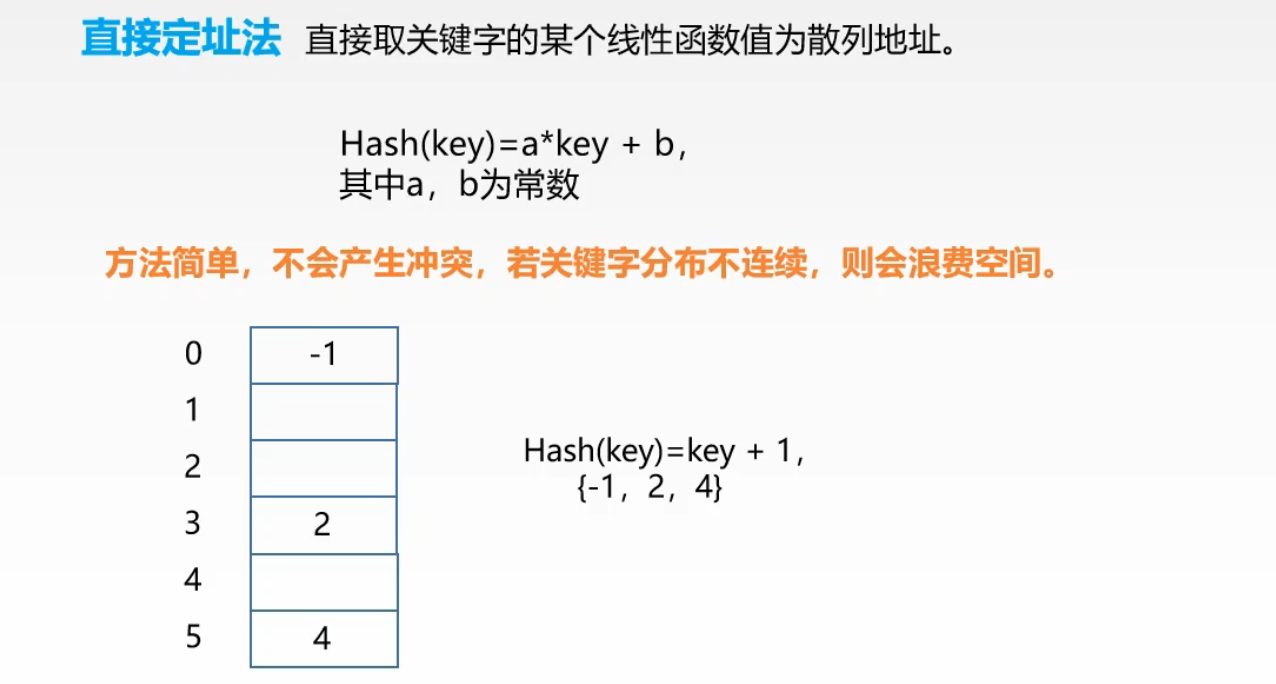 直接定址法 直接取关键字的某个线性函数值为散列地址。
Hash(key)=a*key + b,
其中a，b为常数
方法简单，不会产生冲突，若关键字分布不连续，则会浪费空间。
0 -1
1
2
3 2
4
5 4
Hash(key)=key + 1,
{-1，2，4}